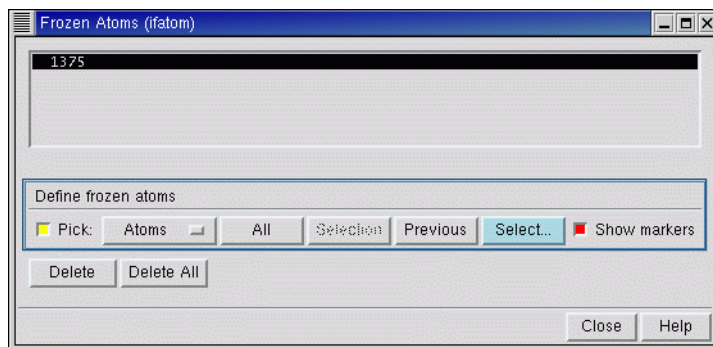 Frozen Atoms (ifatom)
1375
Define frozen atoms
Pick: Atoms All Selection Previous Select... Show markers
Delete Delete All
Close Help